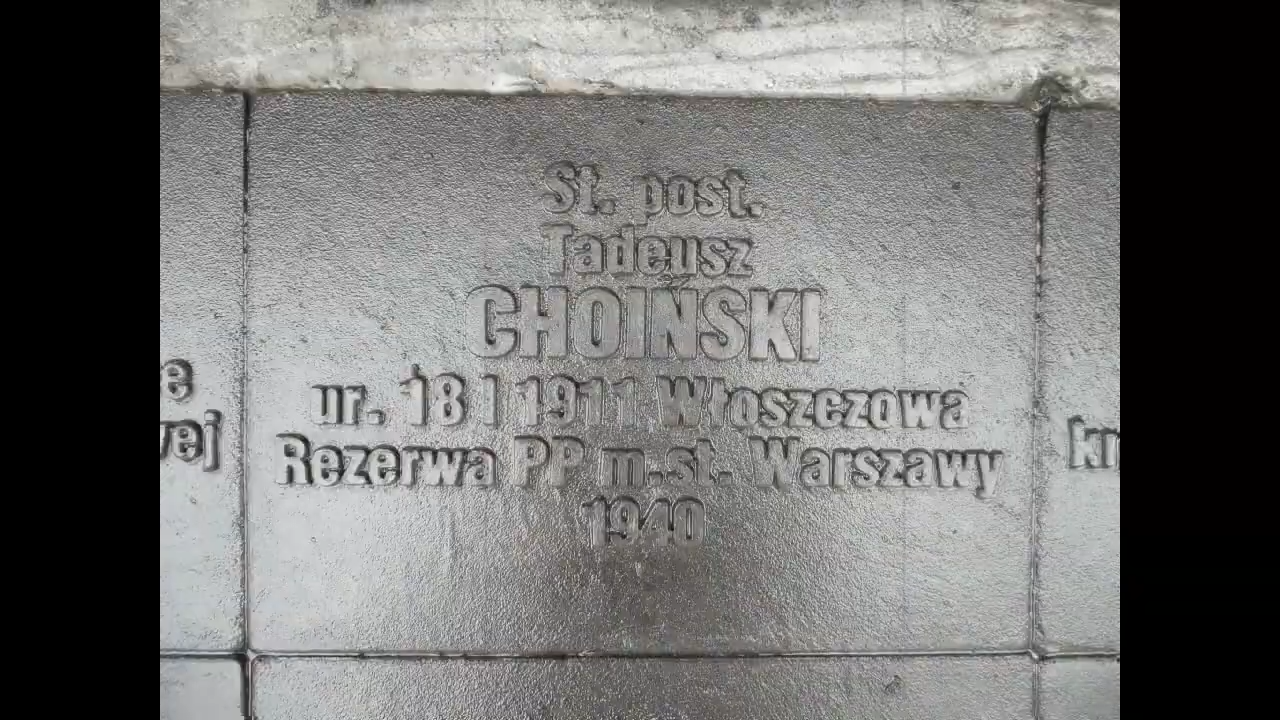 St. post.
Tadeusz
CHOIŃSKI
ur. 18 I 1911 Włoszczowa
Rezerwa PP m.st. Warszawy
1940